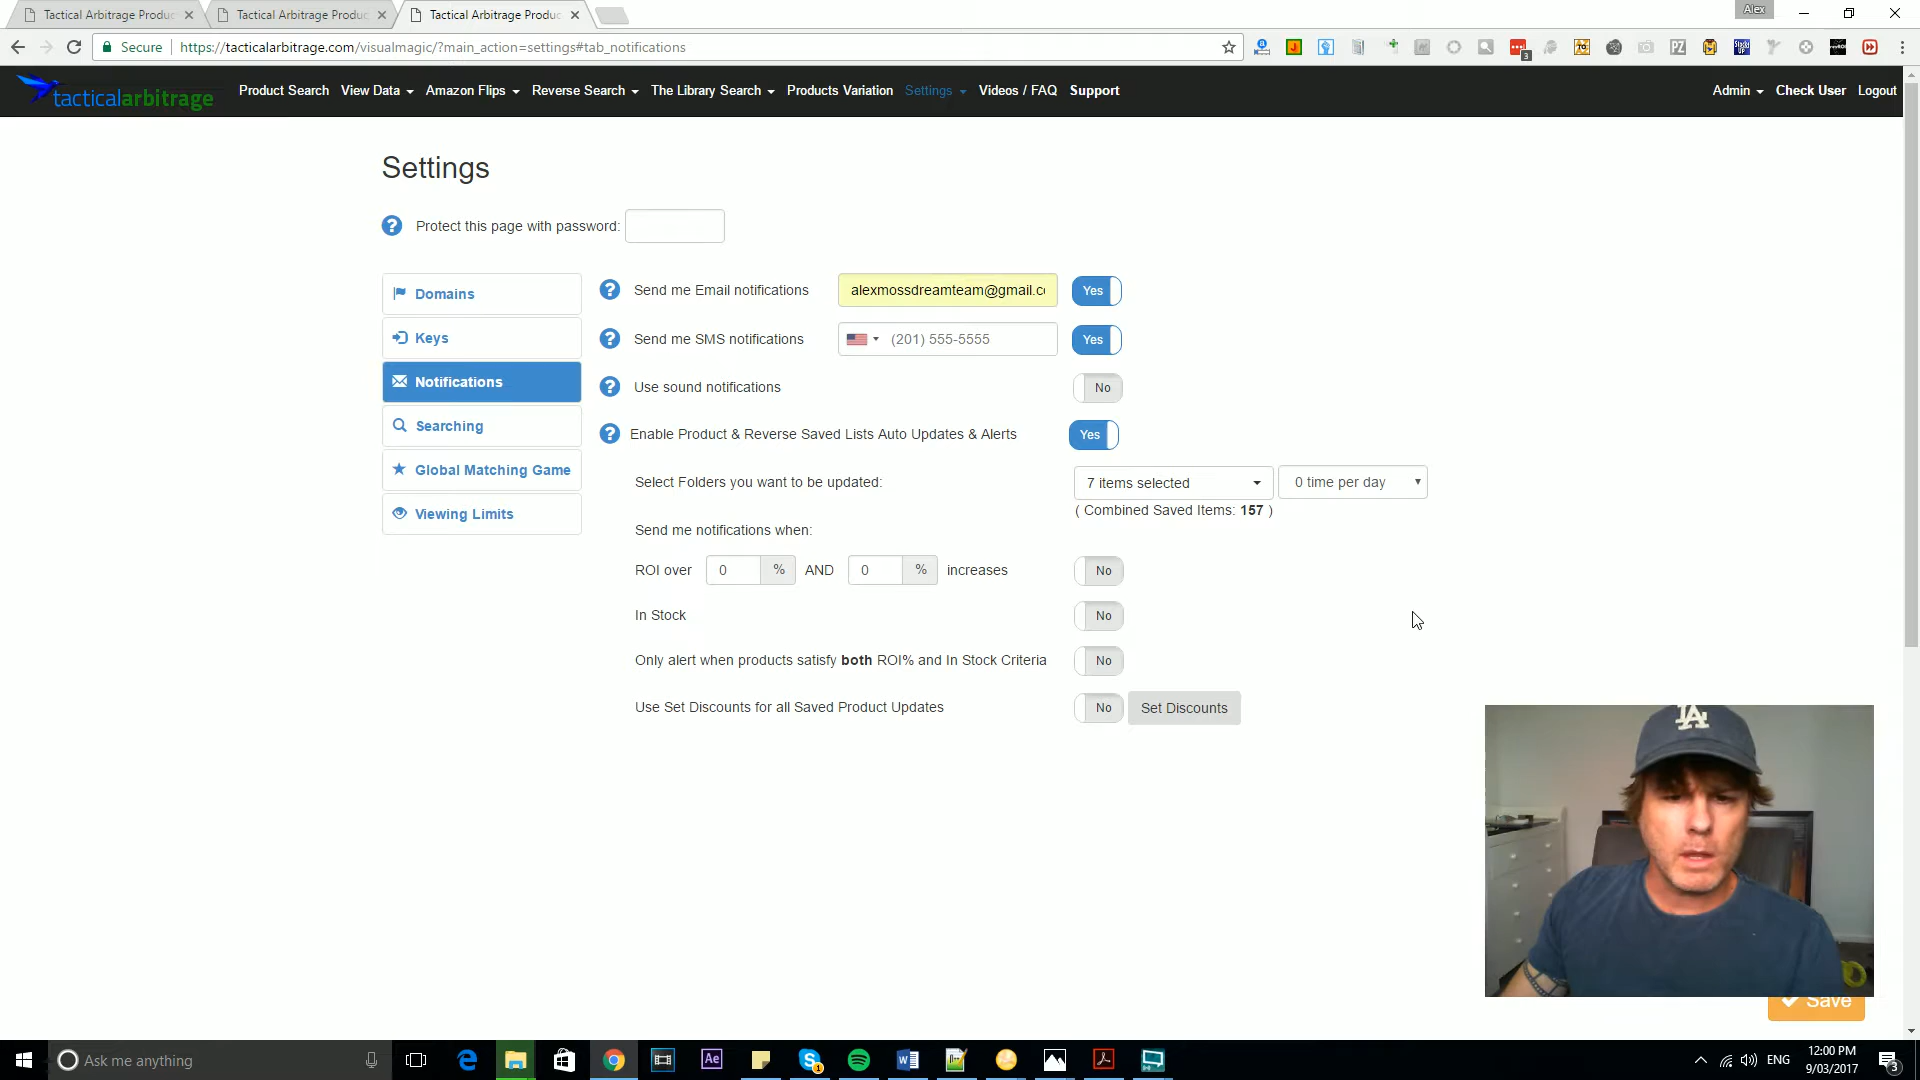 Tactical Arbitrage Produc
Tactical Arbitrage Produc
Tactical Arbitrage Produc
Alex
Secure
https://tacticalarbitrage.com/visualmagic/?main_action=settings#tab_notifications
tacticalarbitrage
Product Search
View Data
Amazon Flips
Reverse Search
The Library Search
Products Variation
Settings
Videos / FAQ
Support
Admin
Check User
Logout
Settings
Protect this page with password:
Domains
Keys
Notifications
Searching
Global Matching Game
Viewing Limits
Send me Email notifications
alexmossdreamteam@gmail.c
Yes
Send me SMS notifications
(201) 555-5555
Yes
Use sound notifications
No
Enable Product & Reverse Saved Lists Auto Updates & Alerts
Yes
Select Folders you want to be updated:
7 items selected
0 time per day
( Combined Saved Items: 157 )
Send me notifications when:
ROI over 0 % AND 0 % increases
No
In Stock
No
Only alert when products satisfy both ROI% and In Stock Criteria
No
Use Set Discounts for all Saved Product Updates
No
Set Discounts
LA
Save
Ask me anything
Ae
ENG
12:00 PM
9/03/2017
3